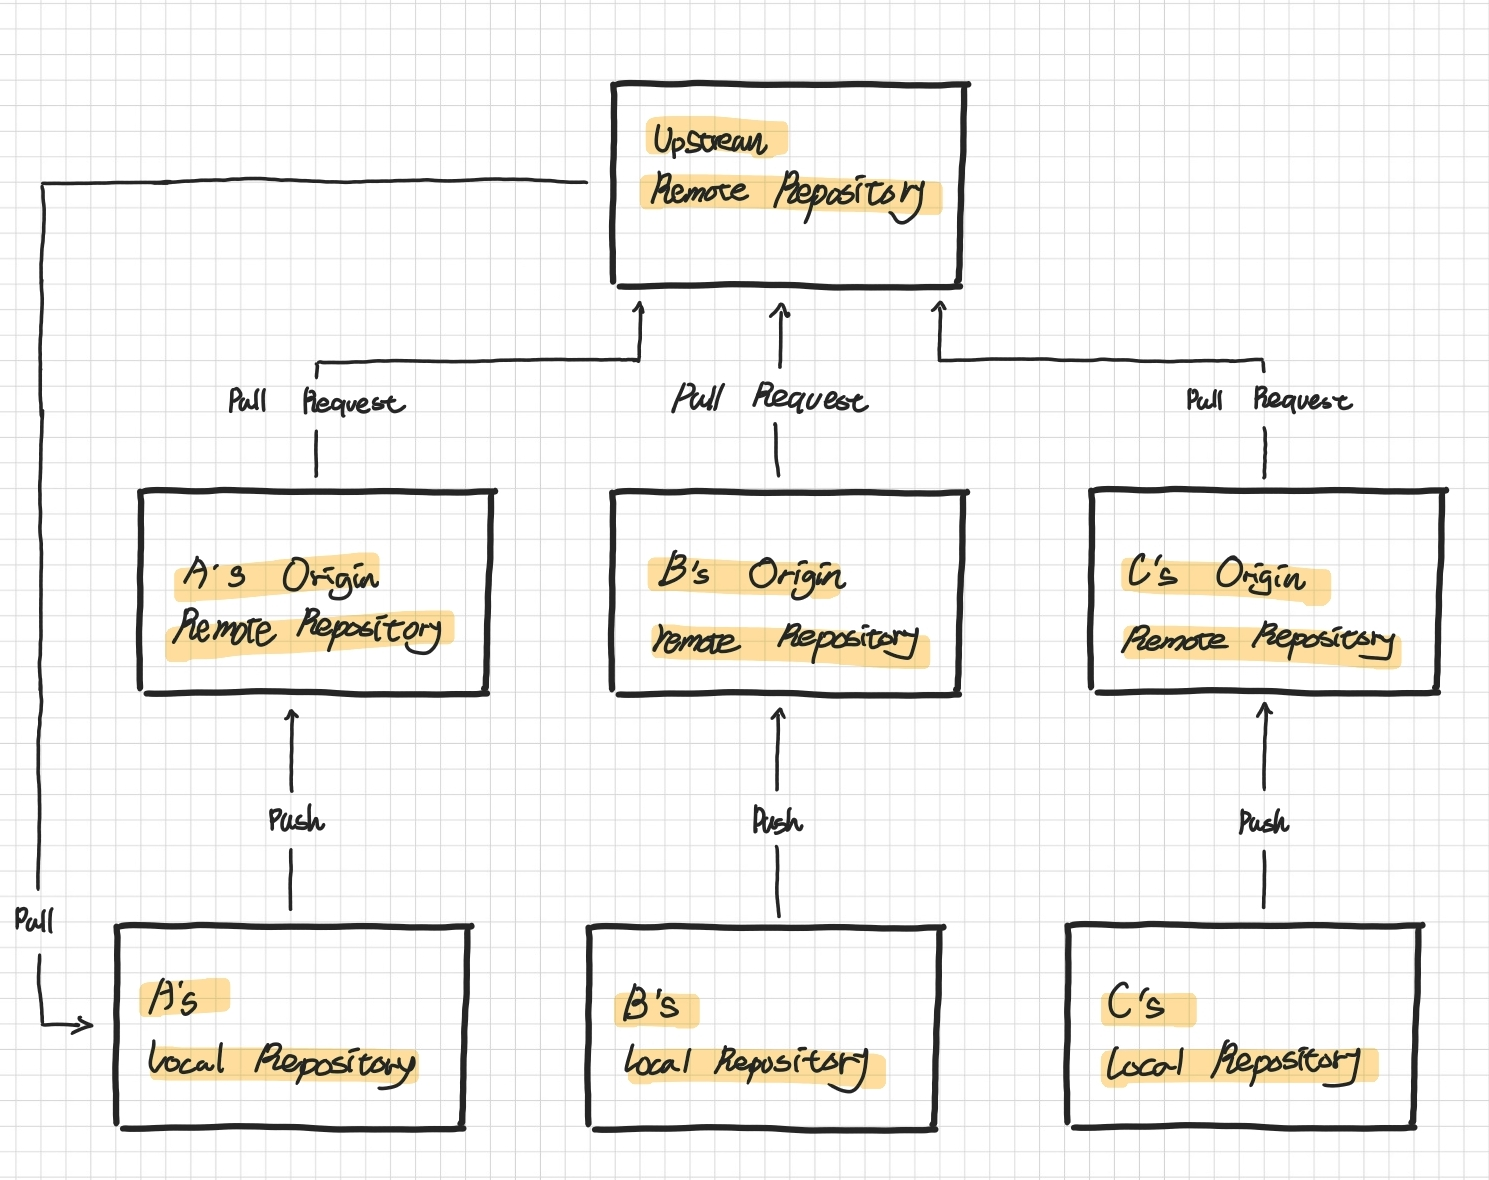 Upstream
Remote Repository
Pull Request
Pull Request
Pull Request
A's Origin
Remote Repository
B's Origin
remote Repository
C's Origin
Remote Repository
Push
Push
Push
Pull
A's
Local Repository
B's
Local Repository
C's
Local Repository